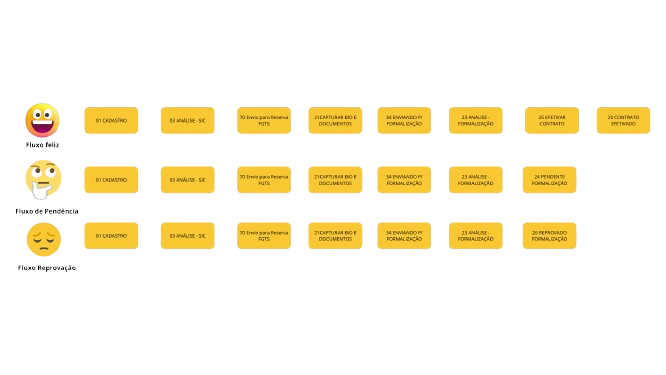 01 CADASTRO
03 ANÁLISE - SIC
70 Envio para Reserva
FGTS
21CAPTURAR BIO E
DOCUMENTOS
34 ENVIANDO P/
FORMALIZAÇÃO
23 ANÁLISE -
FORMALIZAÇÃO
25 EFETIVAR
CONTRATO
20 CONTRATO
EFETIVADO
Fluxo feliz
01 CADASTRO
03 ANÁLISE - SIC
70 Envio para Reserva
FGTS
21CAPTURAR BIO E
DOCUMENTOS
34 ENVIANDO P/
FORMALIZAÇÃO
23 ANÁLISE -
FORMALIZAÇÃO
24 PENDENTE
FORMALIZAÇÃO
Fluxo de Pendência
01 CADASTRO
03 ANÁLISE - SIC
70 Envio para Reserva
FGTS
21CAPTURAR BIO E
DOCUMENTOS
34 ENVIANDO P/
FORMALIZAÇÃO
23 ANÁLISE -
FORMALIZAÇÃO
26 REPROVADO
FORMALIZAÇÃO
Fluxo Reprovação